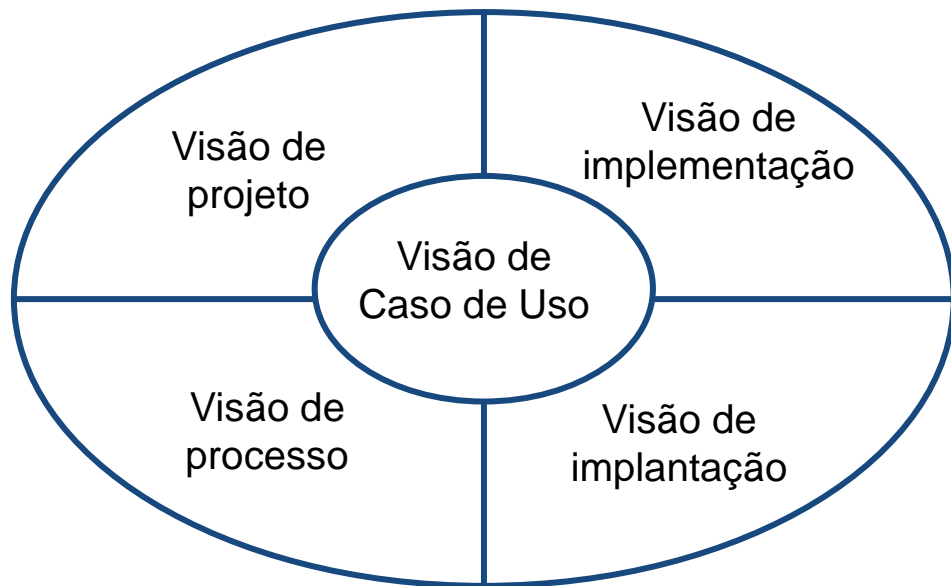 Visão de
projeto
Visão de
implementação
Visão de
Caso de Uso
Visão de
processo
Visão de
implantação